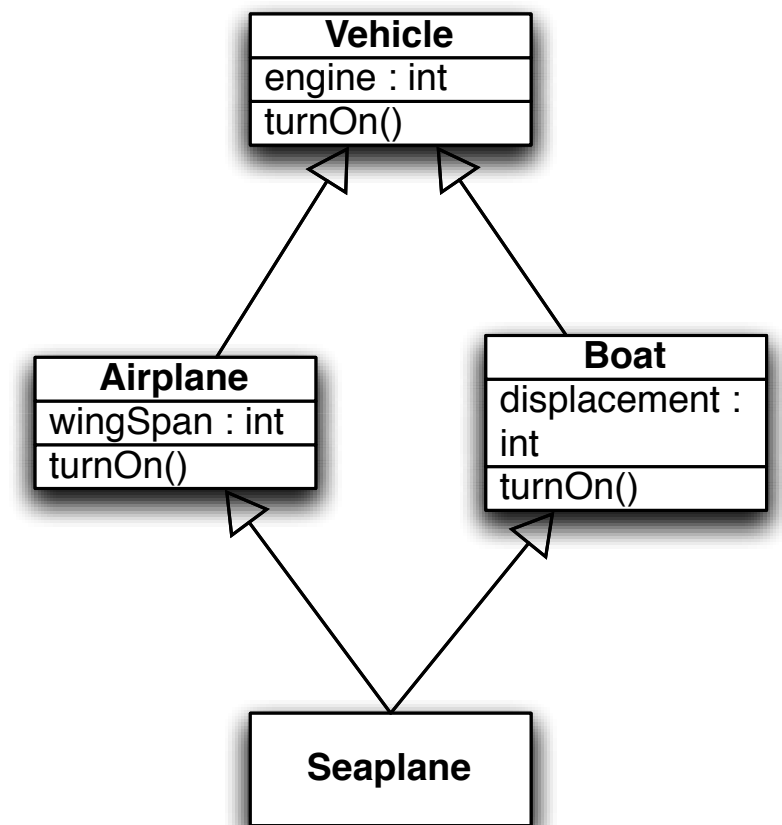 Vehicle
engine : int
turnOn()
Airplane
wingSpan : int
turnOn()
Boat
displacement :
int
turnOn()
Seaplane